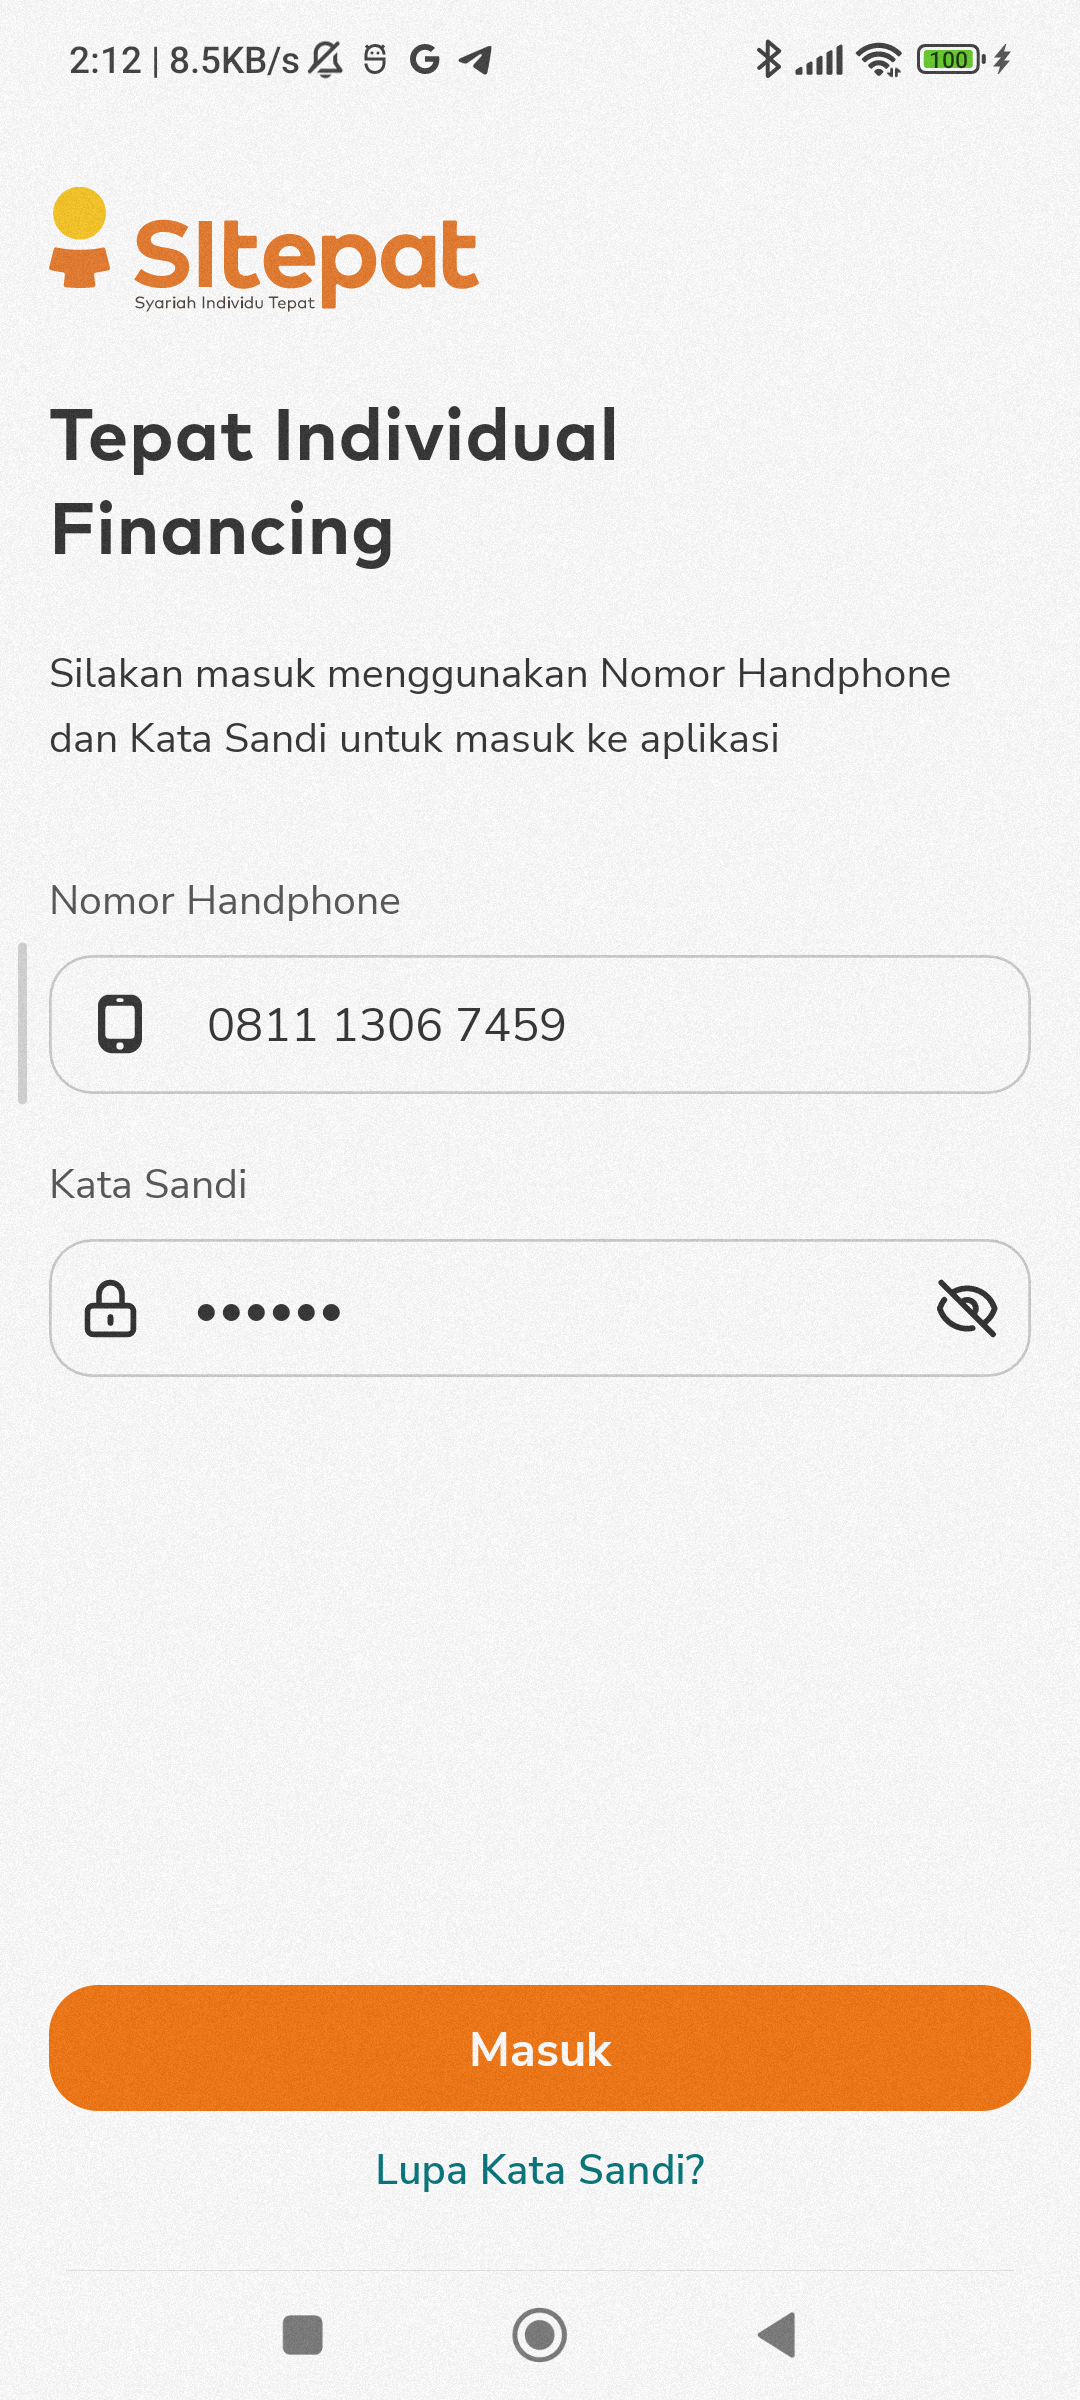 2:12 | 8.5KB/s
100
SItepat
Syariah Individu Tepat
Tepat Individual
Financing
Silakan masuk menggunakan Nomor Handphone
dan Kata Sandi untuk masuk ke aplikasi
Nomor Handphone
0811 1306 7459
Kata Sandi
••••••
Masuk
Lupa Kata Sandi?